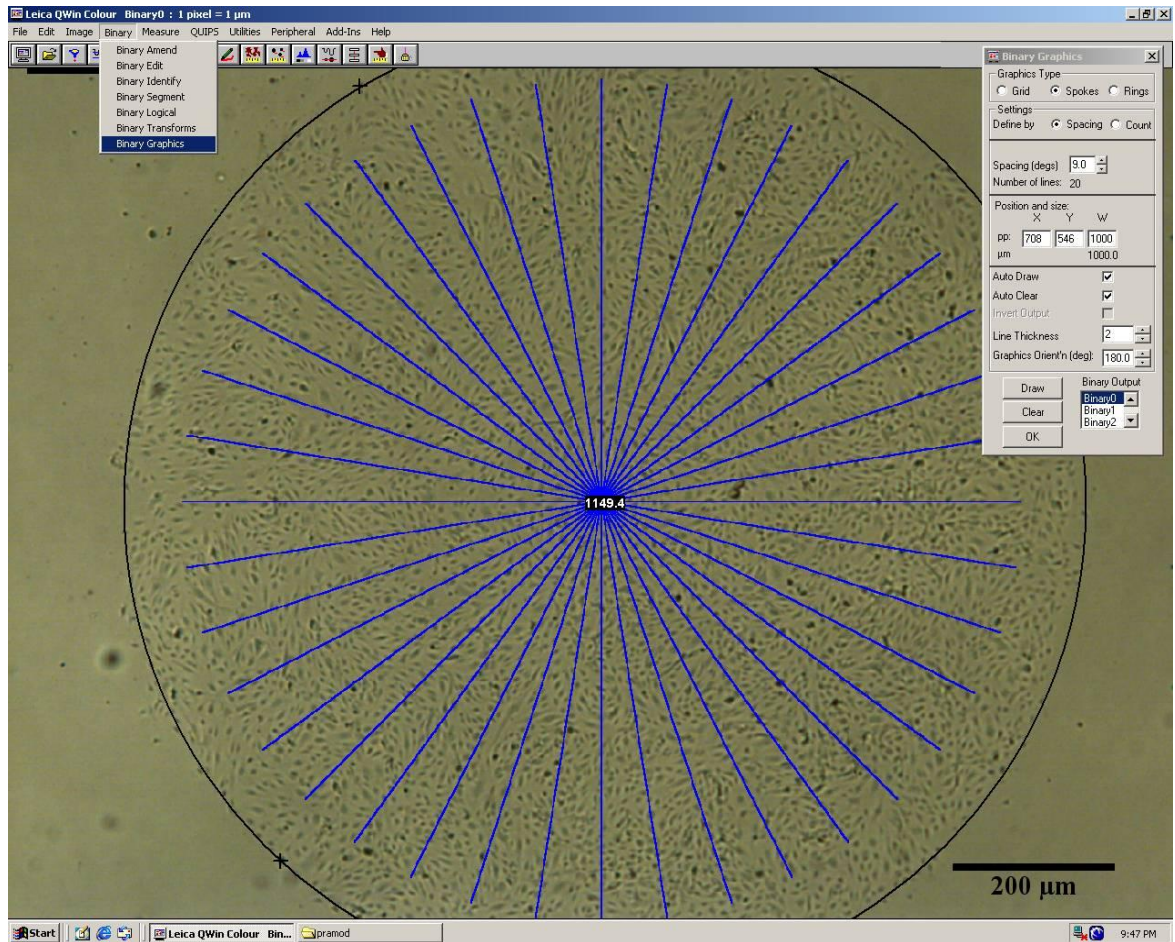 Leica QWin Colour Binary0 : 1 pixel = 1 µm
File Edit Image Binary Measure QUIPS Utilities Peripheral Add-Ins Help
Binary Amend
Binary Edit
Binary Identify
Binary Segment
Binary Logical
Binary Transforms
Binary Graphics
Binary Graphics
Graphics Type
Grid Spokes Rings
Settings
Define by Spacing Count
Spacing (degs) 9.0
Number of lines: 20
Position and size:
X Y W
pp: 708 546 1000
µm 1000.0
Auto Draw
Auto Clear
Invert Output
Line Thickness 2
Graphics Orient'n (deg): 180.0
Draw
Clear
OK
Binary Output
Binary0
Binary1
Binary2
1149.4
200 µm
Start Leica QWin Colour Bin... pramod 9:47 PM